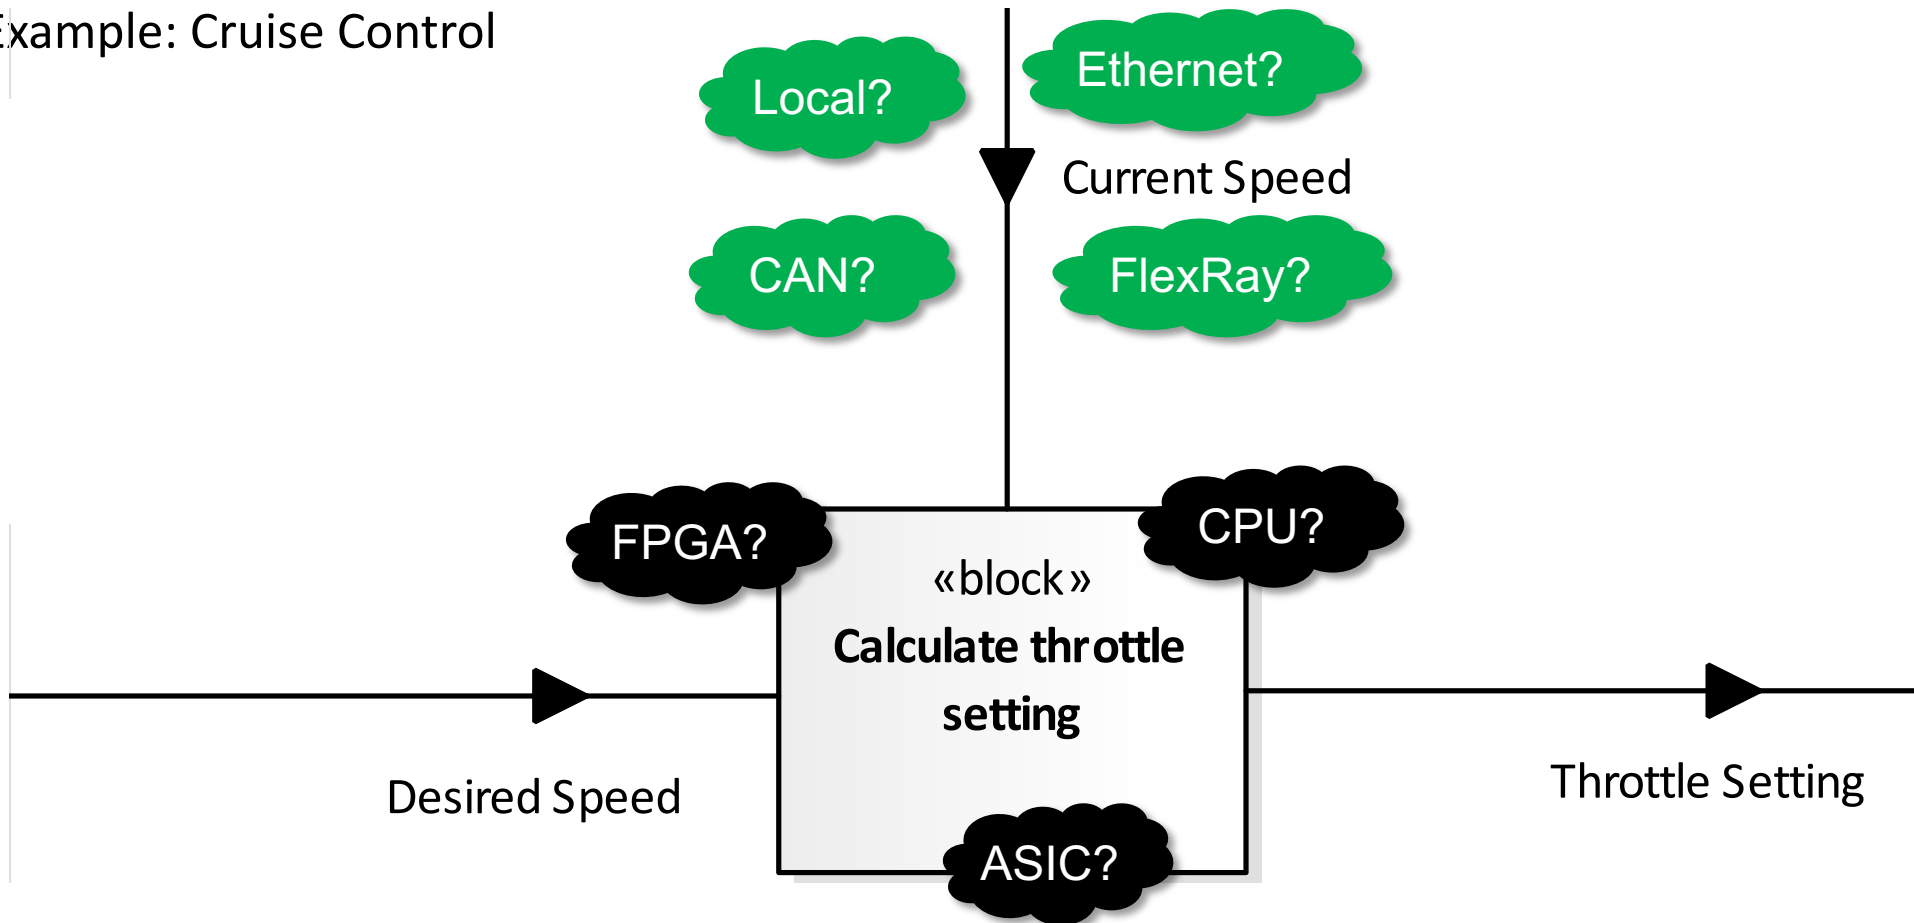 Example: Cruise Control
Local?
Ethernet?
Current Speed
CAN?
FlexRay?
FPGA?
CPU?
«block»
Calculate throttle
setting
Desired Speed
Throttle Setting
ASIC?